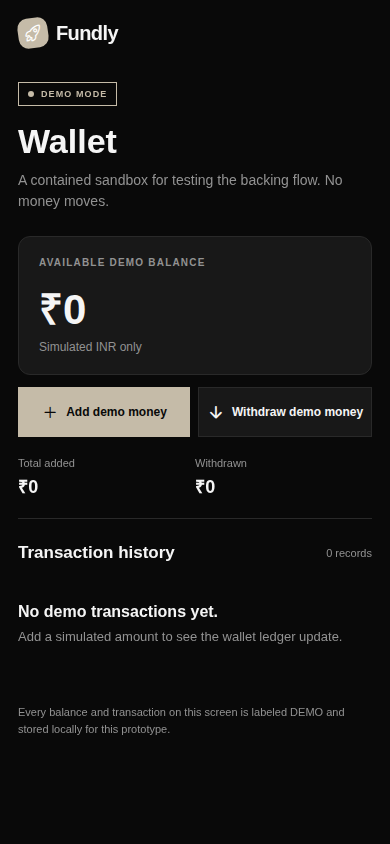 Fundly
DEMO MODE
Wallet
A contained sandbox for testing the backing flow. No
money moves.
AVAILABLE DEMO BALANCE
₹0
Simulated INR only
Add demo money
Withdraw demo money
Total added
Withdrawn
₹0
₹0
Transaction history
0 records
No demo transactions yet.
Add a simulated amount to see the wallet ledger update.
Every balance and transaction on this screen is labeled DEMO and
stored locally for this prototype.